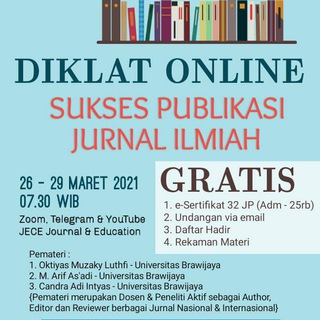 DIKLAT ONLINE
SUKSES PUBLIKASI
JURNAL ILMIAH
26 - 29 MARET 2021
07.30 WIB
Zoom, Telegram & YouTube
JECE Journal & Education
GRATIS
1. e-Sertifikat 32 JP (Adm - 25rb)
2. Undangan via email
3. Daftar Hadir
4. Rekaman Materi
Pemateri :
1. Oktiyas Muzaky Luthfi - Universitas Brawijaya
2. M. Arif As'adi - Universitas Brawijaya
3. Candra Adi Intyas - Universitas Brawijaya
{Pemateri merupakan Dosen & Peneliti Aktif sebagai Author,
Editor dan Reviewer berbagai Jurnal Nasional & Internasional}